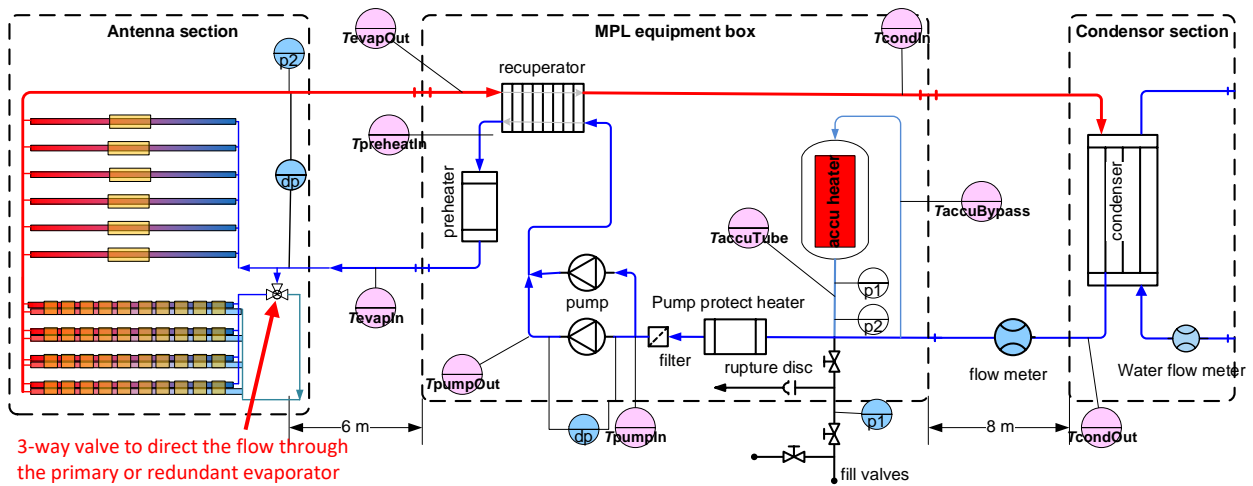 Antenna section
MPL equipment box
Condensor section
TevapOut
TcondIn
p2
recuperator
TpreheatIn
dp
preheater
accu heater
condenser
TaccuBypass
TaccuTube
pump
Pump protect heater
p1
p2
TevapIn
filter
rupture disc
flow meter
Water flow meter
TpumpOut
dp
TpumpIn
p1
TcondOut
6 m
8 m
fill valves
3-way valve to direct the flow through
the primary or redundant evaporator